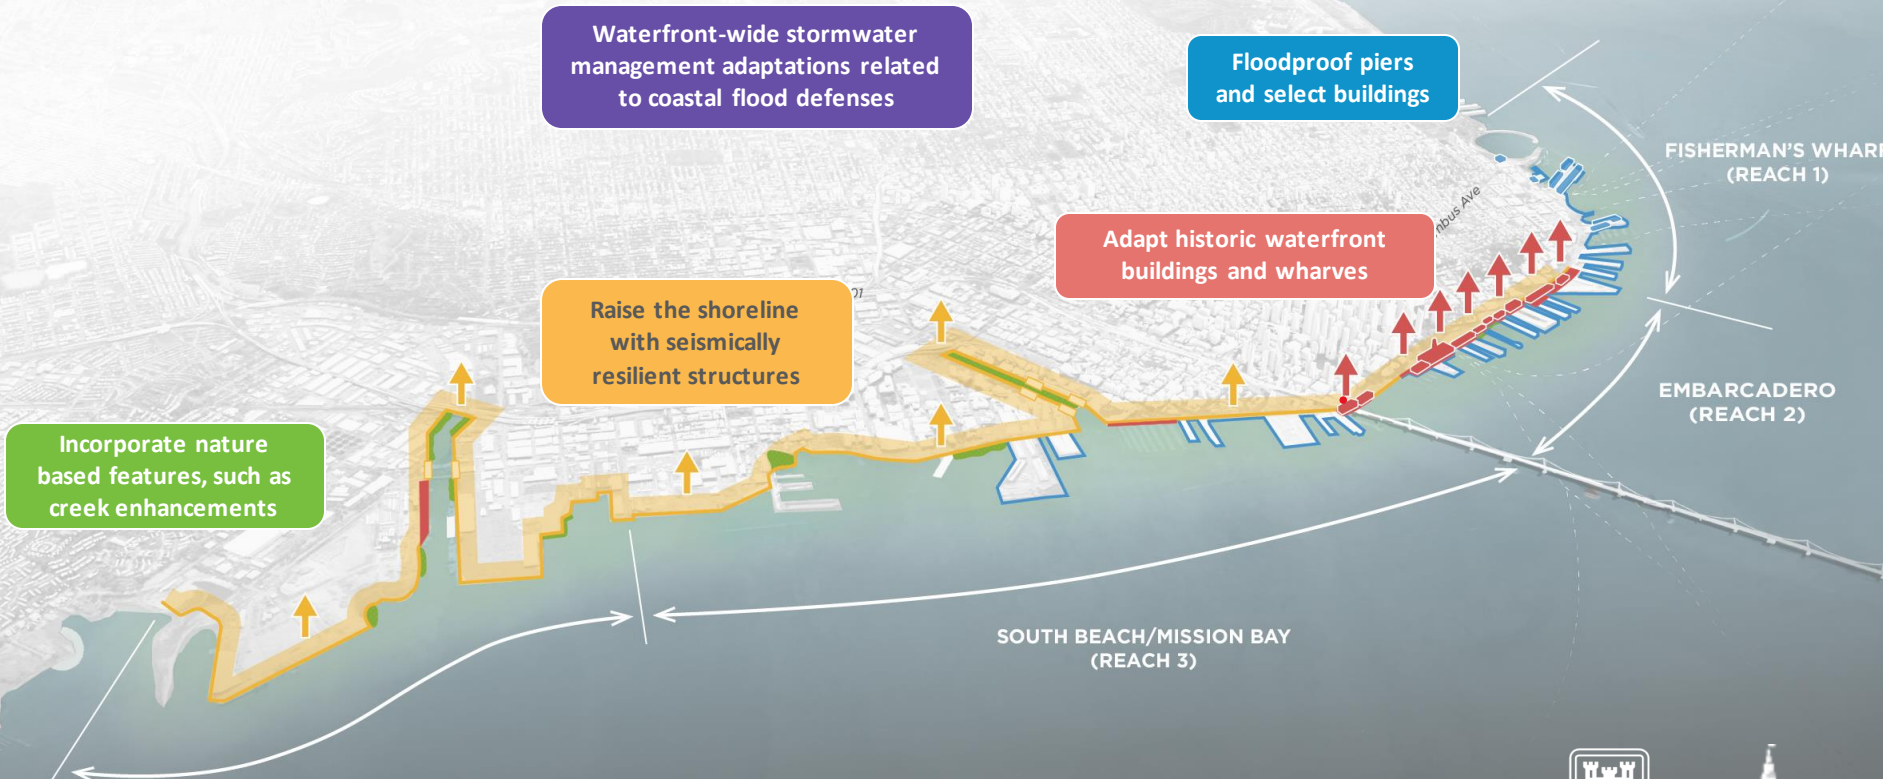 Waterfront-wide stormwater
management adaptations related
to coastal flood defenses
Floodproof piers
and select buildings
FISHERMAN'S WHARF
(REACH 1)
Adapt historic waterfront
buildings and wharves
Ave
Raise the shoreline
with seismically
resilient structures
EMBARCADERO
(REACH 2)
Incorporate nature
based features, such as
creek enhancements
SOUTH BEACH/MISSION BAY
(REACH 3)